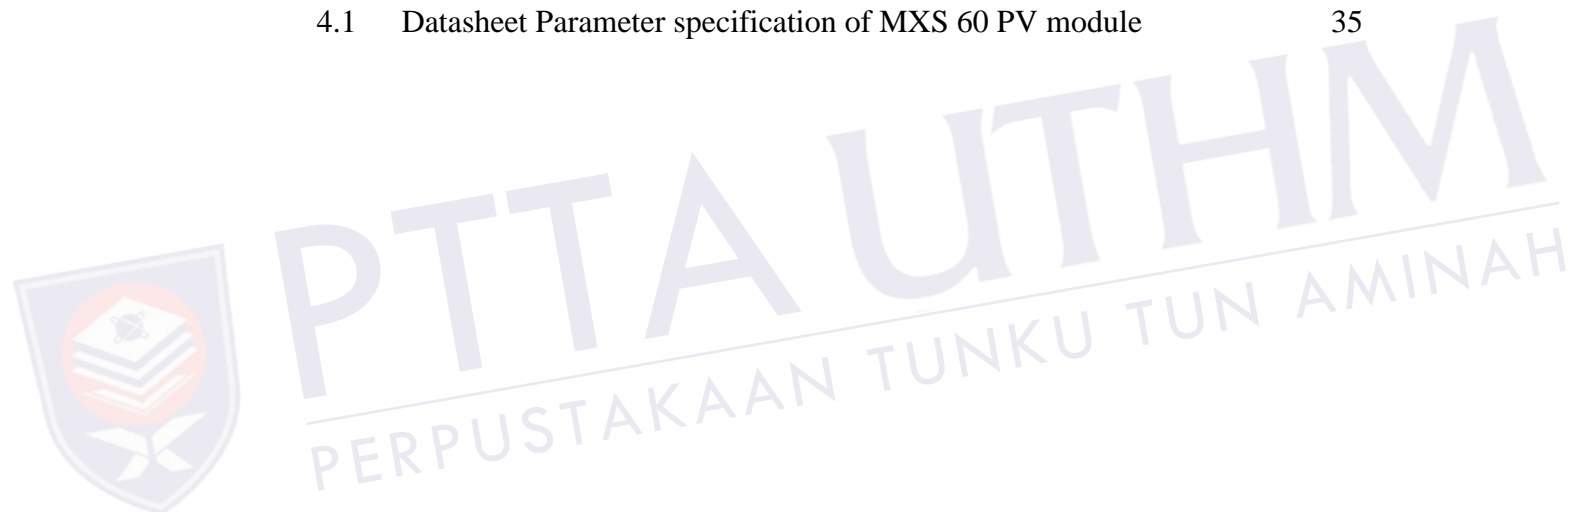 4.1 Datasheet Parameter specification of MXS 60 PV module 35
PTTA UTHM
PERPUSTAKAAN TUNKU TUN AMINAH